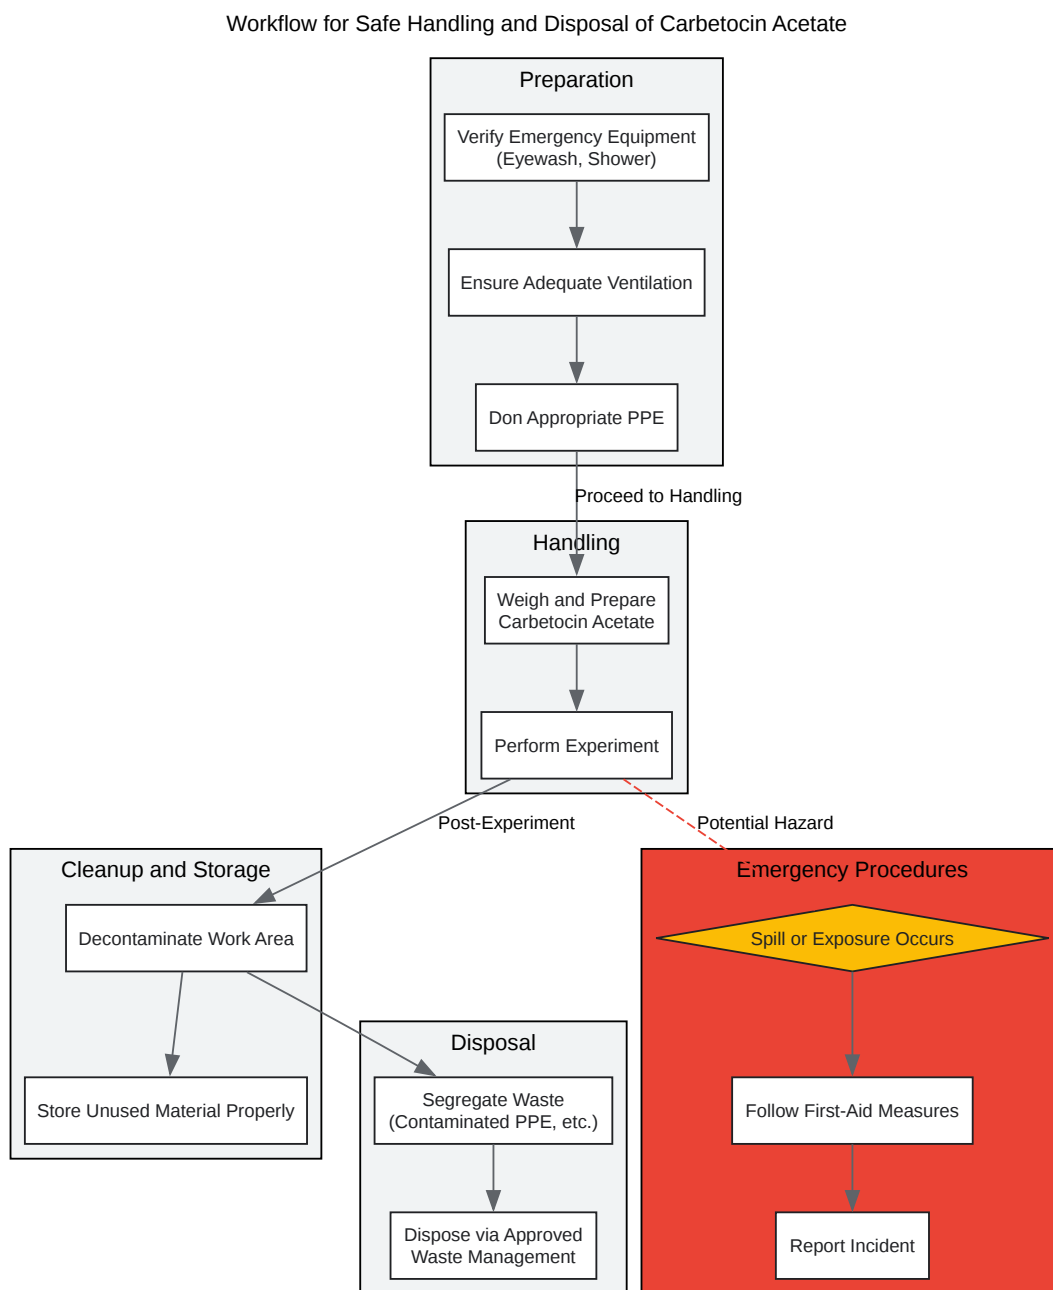 Workflow for Safe Handling and Disposal of Carbetocin Acetate
Preparation
Verify Emergency Equipment
(Eyewash, Shower)
Ensure Adequate Ventilation
Don Appropriate PPE
Proceed to Handling
Handling
Weigh and Prepare
Carbetocin Acetate
Perform Experiment
Post-Experiment
Potential Hazard
Cleanup and Storage
Decontaminate Work Area
Store Unused Material Properly
Disposal
Segregate Waste
(Contaminated PPE, etc.)
Dispose via Approved
Waste Management
Emergency Procedures
Spill or Exposure Occurs
Follow First-Aid Measures
Report Incident